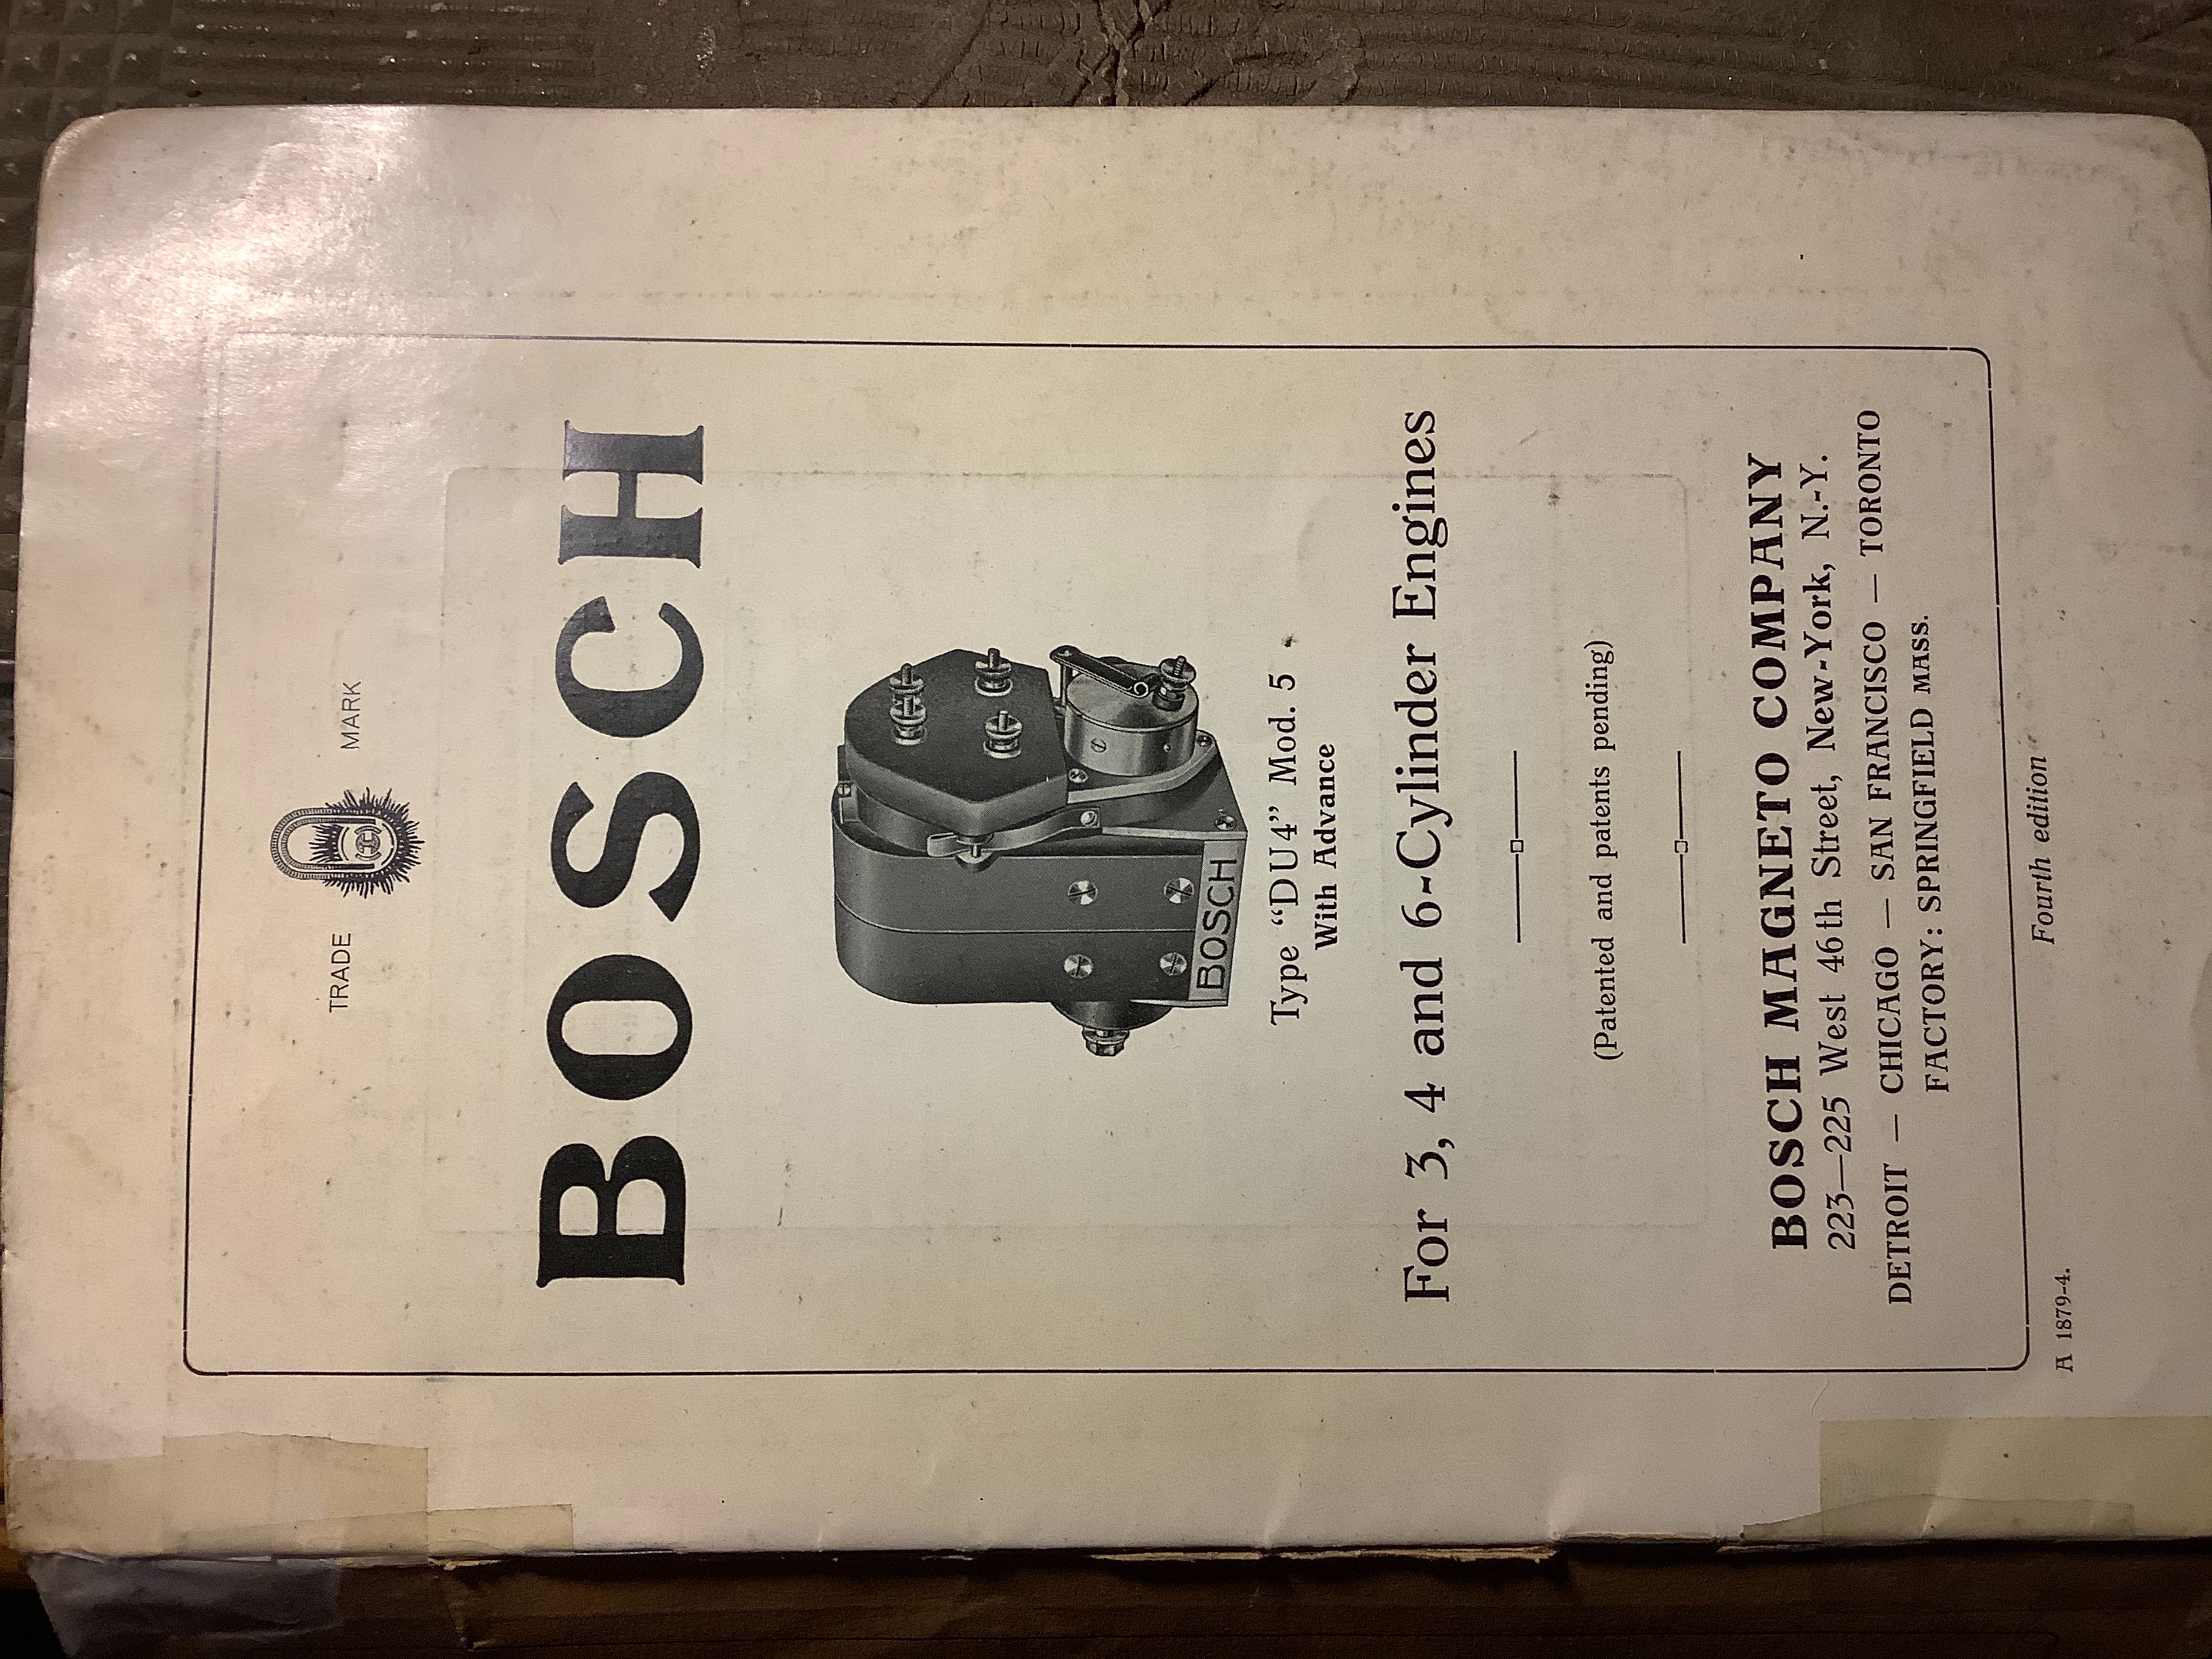 TRADE MARK
BOSCH
BOSCH
Type “DU4” Mod. 5
With Advance
For 3, 4 and 6-Cylinder Engines
(Patented and patents pending)
BOSCH MAGNETO COMPANY
223—225 West 46th Street, New-York, N.-Y.
DETROIT — CHICAGO — SAN FRANCISCO — TORONTO
FACTORY: SPRINGFIELD MASS.
A 1879-4.
Fourth edition